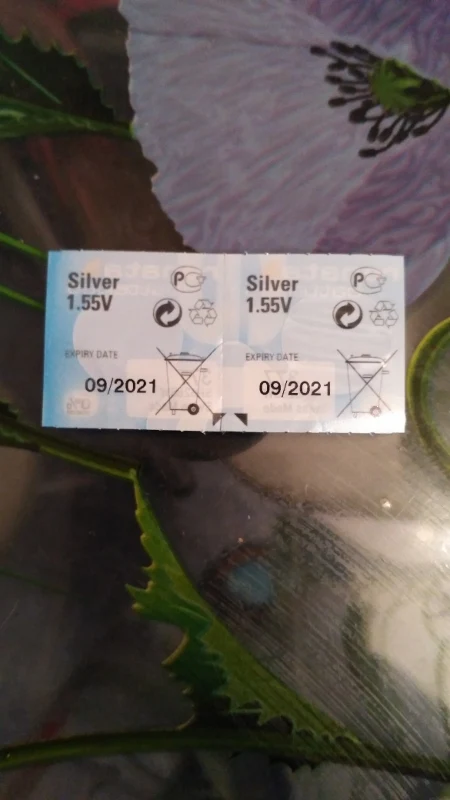 Silver
1.55V
EXPIRY DATE
09/2021
Silver
1.55V
EXPIRY DATE
09/2021